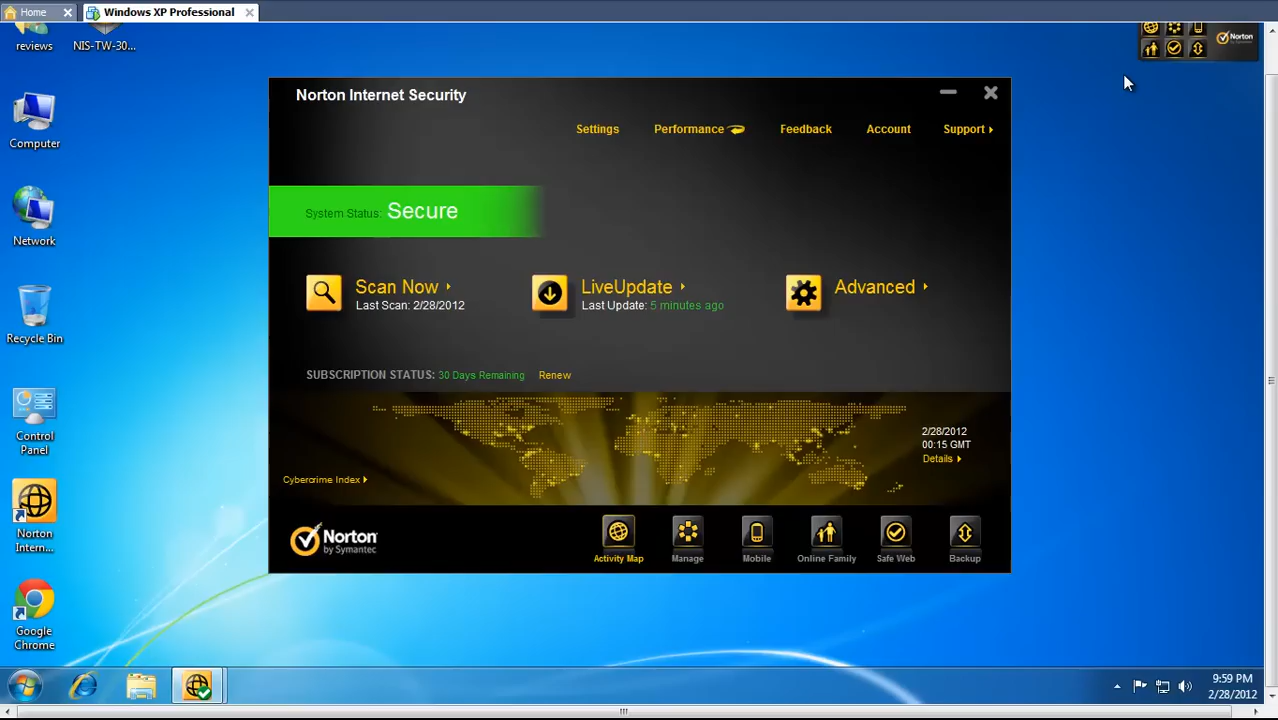 Home
Windows XP Professional
reviews
NIS-TW-30...
Norton
by Symantec
Computer
Network
Recycle Bin
Control
Panel
Norton
Intern...
Google
Chrome
Norton Internet Security
Settings
Performance
Feedback
Account
Support
System Status: Secure
Scan Now
Last Scan: 2/28/2012
LiveUpdate
Last Update: 5 minutes ago
Advanced
SUBSCRIPTION STATUS: 30 Days Remaining Renew
2/28/2012
00:15 GMT
Details
Cybercrime Index
Norton
by Symantec
Activity Map
Manage
Mobile
Online Family
Safe Web
Backup
9:59 PM
2/28/2012